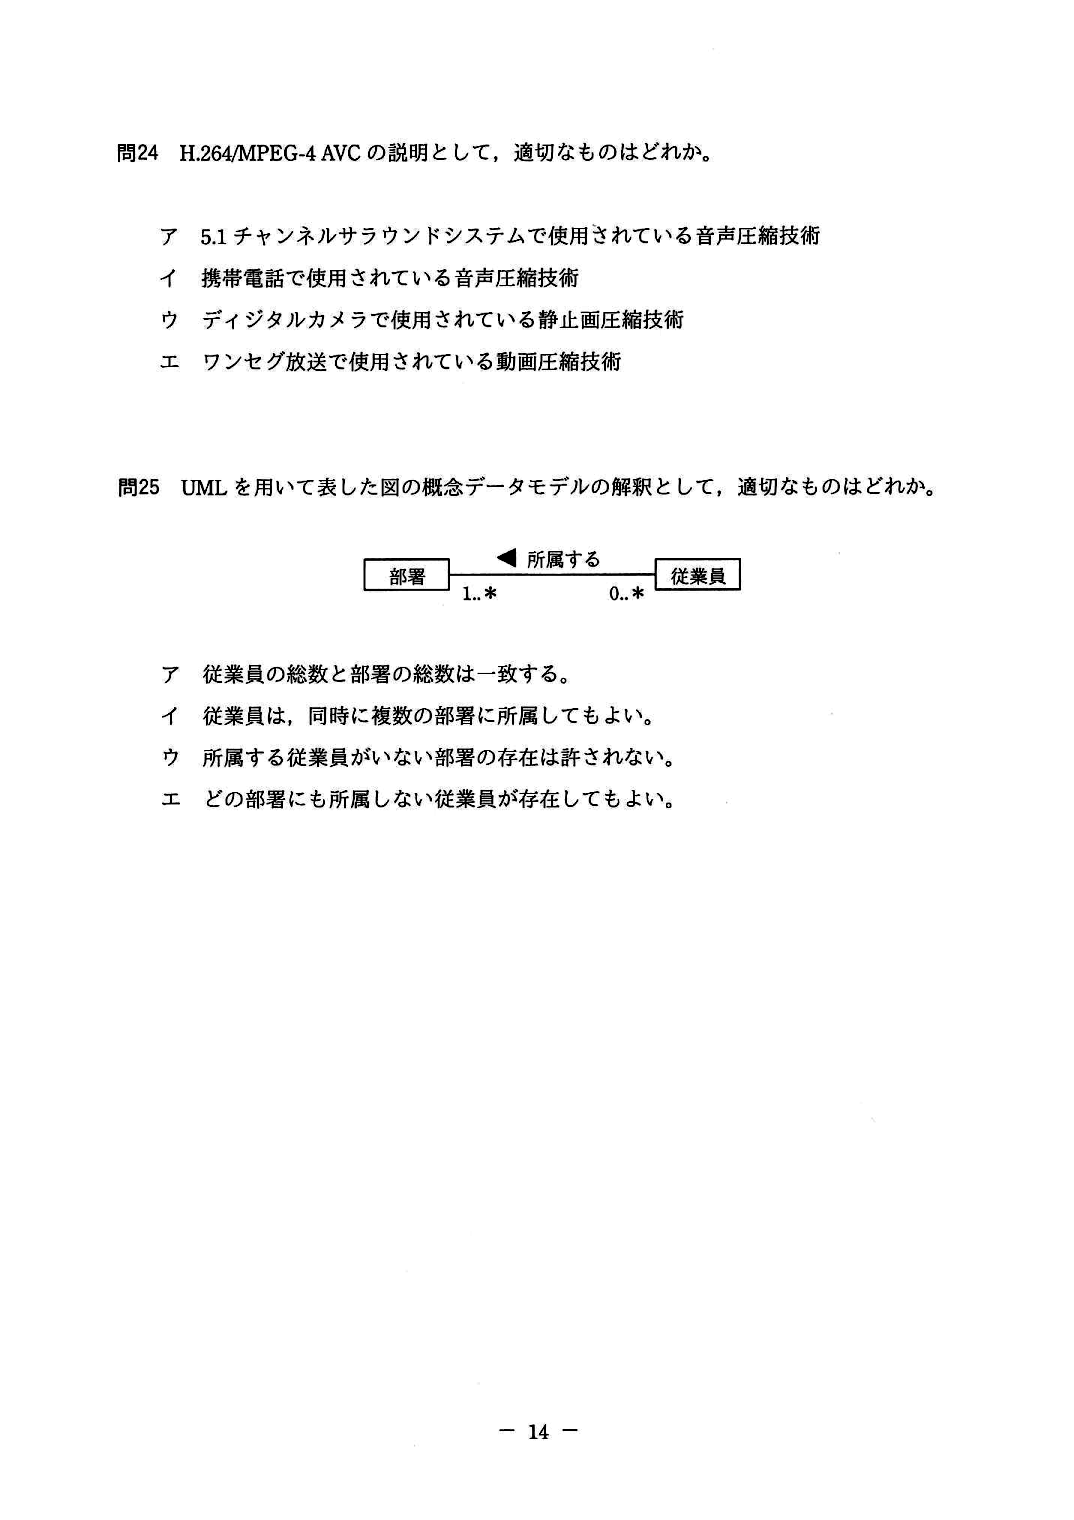 問24 H.264/MPEG-4 AVC の説明として，適切なものはどれか。
ア 5.1 チャンネルサラウンドシステムで使用されている音声圧縮技術
イ 携帯電話で使用されている音声圧縮技術
ウ ディジタルカメラで使用されている静止画圧縮技術
エ ワンセグ放送で使用されている動画圧縮技術
問25 UML を用いて表した図の概念データモデルの解釈として，適切なものはどれか。
◀ 所属する
部署 従業員
1..* 0..*
ア 従業員の総数と部署の総数は一致する。
イ 従業員は，同時に複数の部署に所属してもよい。
ウ 所属する従業員がいない部署の存在は許されない。
エ どの部署にも所属しない従業員が存在してもよい。
－ 14 －